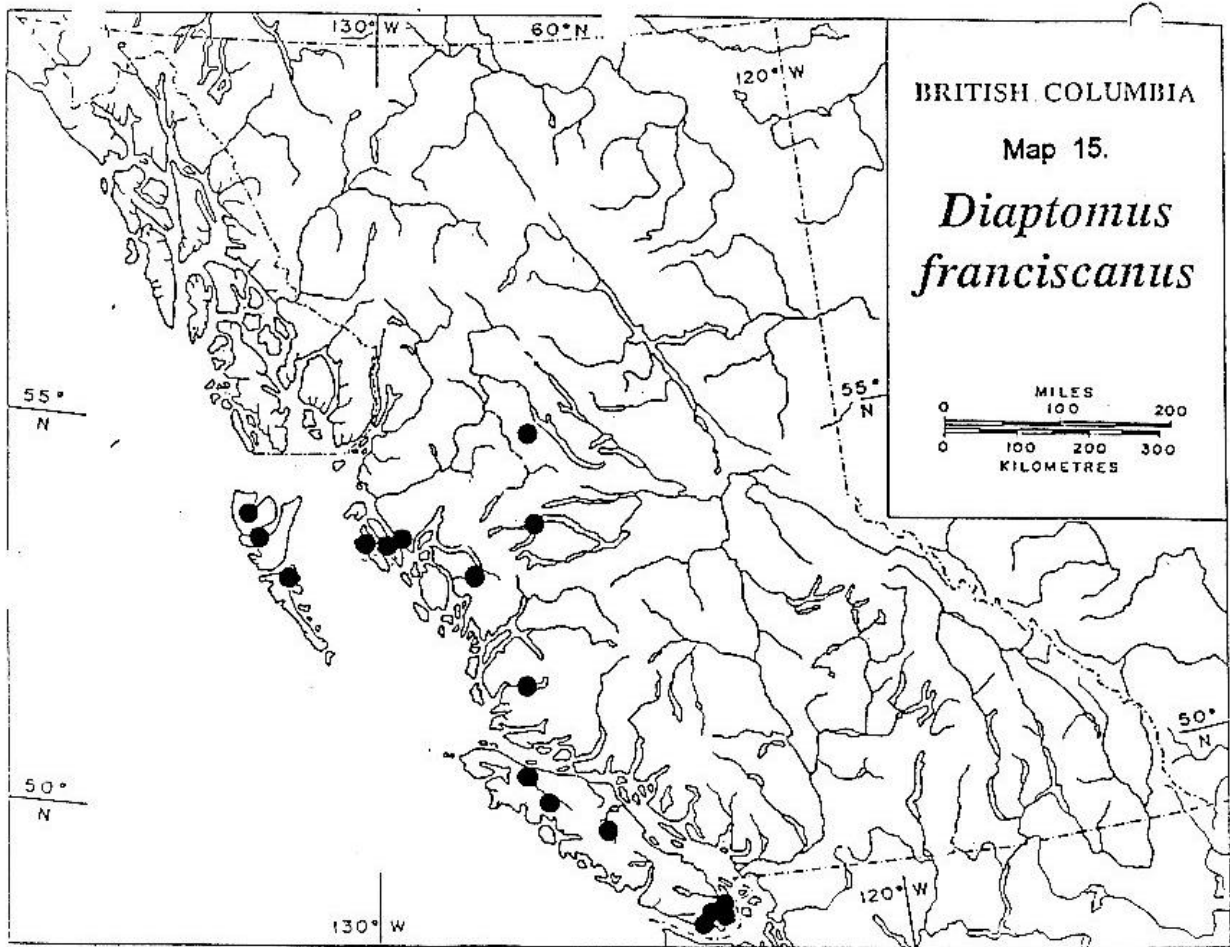 130° W
60° N
120° W
BRITISH COLUMBIA
Map 15.
Diaptomus
franciscanus
MILES
0 100 200
0 100 200 300
KILOMETRES
55°
N
55°
N
50°
N
50°
N
130° W
120° W